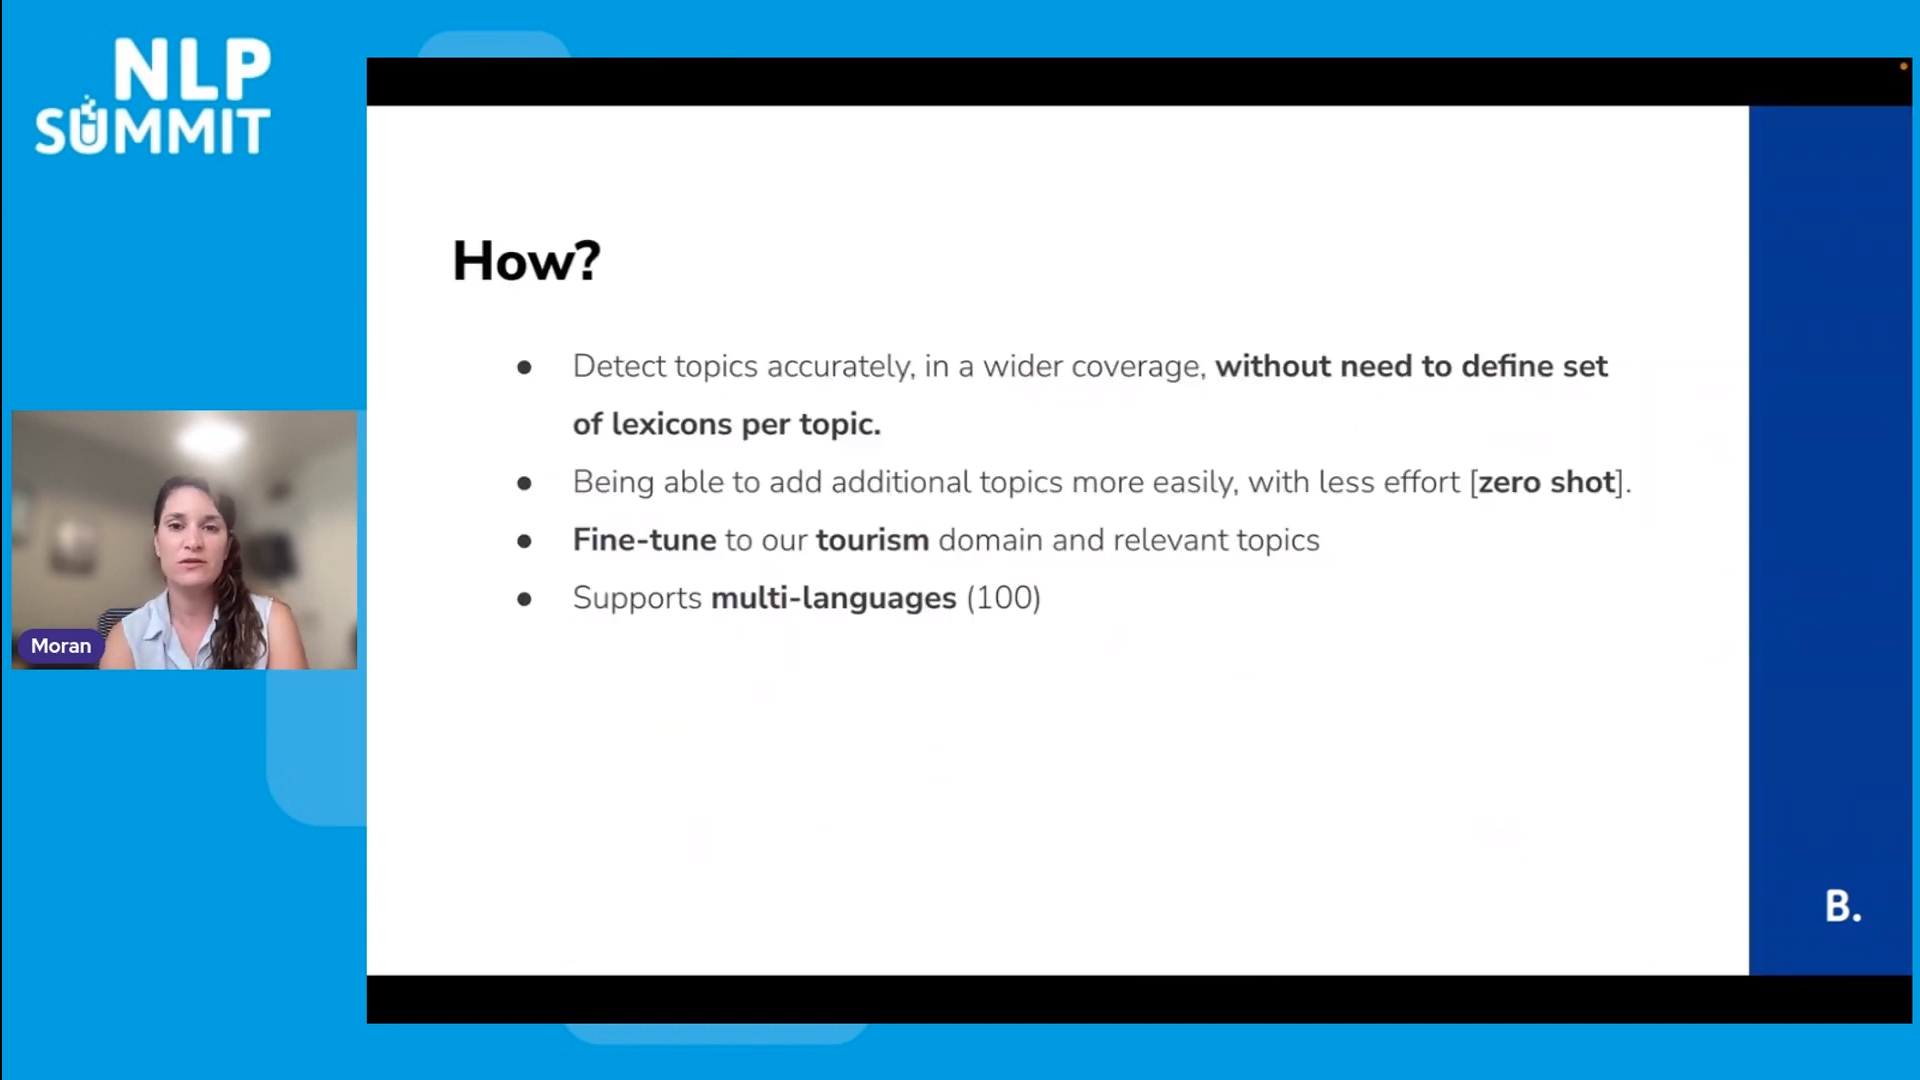 NLP
SUMMIT
How?
● Detect topics accurately, in a wider coverage, without need to define set
of lexicons per topic.
● Being able to add additional topics more easily, with less effort [zero shot].
● Fine-tune to our tourism domain and relevant topics
● Supports multi-languages (100)
Moran
B.